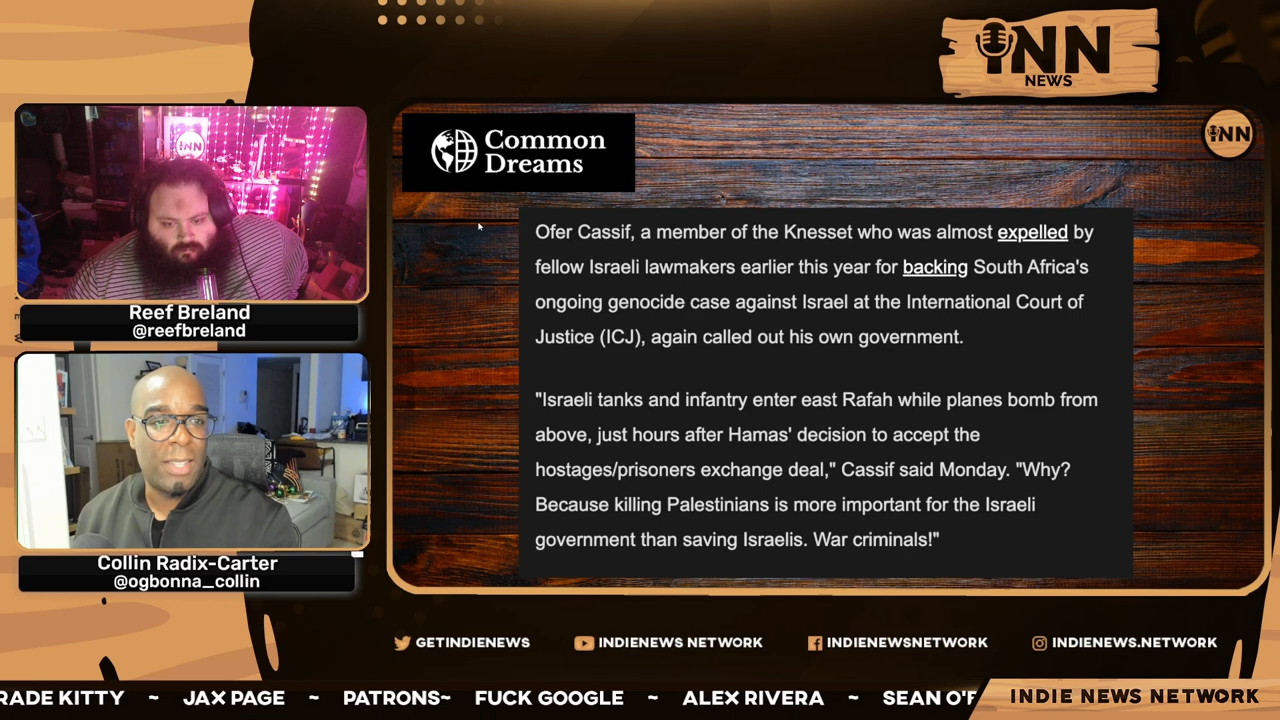 iNN
NEWS
Common
Dreams
iNN
iNN
Ofer Cassif, a member of the Knesset who was almost expelled by
fellow Israeli lawmakers earlier this year for backing South Africa's
ongoing genocide case against Israel at the International Court of
Justice (ICJ), again called out his own government.
"Israeli tanks and infantry enter east Rafah while planes bomb from
above, just hours after Hamas' decision to accept the
hostages/prisoners exchange deal," Cassif said Monday. "Why?
Because killing Palestinians is more important for the Israeli
government than saving Israelis. War criminals!"
Reef Breland
@reefbreland
Collin Radix-Carter
@ogbonna_collin
GETINDIENEWS
INDIENEWS NETWORK
INDIENEWSNETWORK
INDIENEWS.NETWORK
RADE KITTY ~ JAX PAGE ~ PATRONS~ FUCK GOOGLE ~ ALEX RIVERA ~ SEAN O'F
INDIE NEWS NETWORK